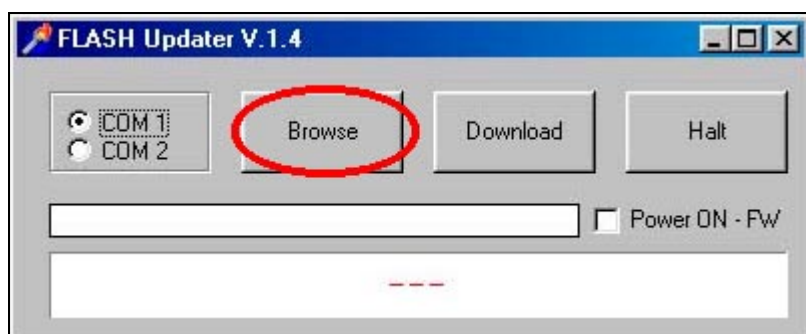 FLASH Updater V.1.4
COM 1
COM 2
Browse
Download
Halt
Power ON - FW
---